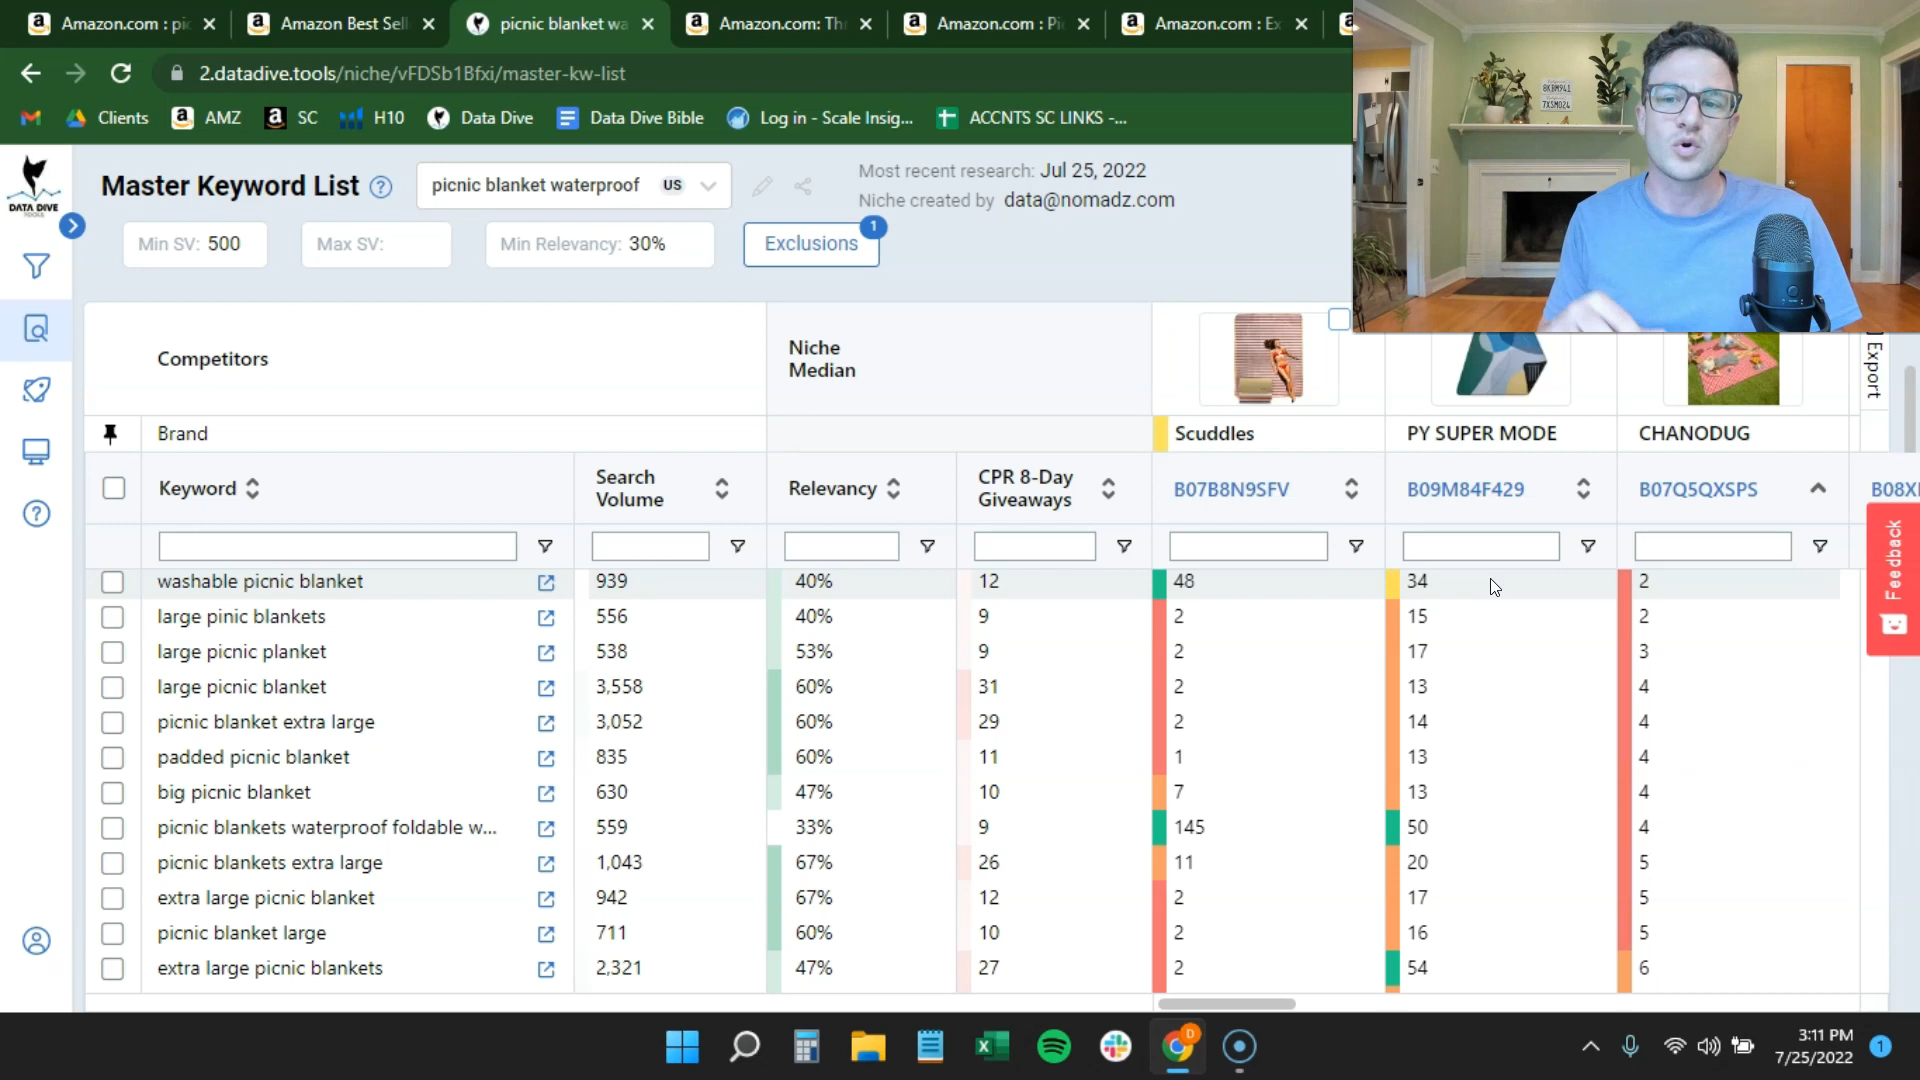 Amazon.com : pic
Amazon Best Sell
picnic blanket wa
Amazon.com: Th
Amazon.com : Pi
Amazon.com : Ex
2.datadive.tools/niche/vFDSb1Bfxi/master-kw-list
Clients
AMZ
SC
H10
Data Dive
Data Dive Bible
Log in - Scale Insig...
ACCNTS SC LINKS -...
8KBM941
7XSM024
DATA DIVE
TOOLS
Master Keyword List
picnic blanket waterproof US
Most recent research: Jul 25, 2022
Niche created by data@nomadz.com
Min SV: 500
Max SV:
Min Relevancy: 30%
Exclusions
1
Export
Competitors
Niche
Median
Brand
Scuddles
PY SUPER MODE
CHANODUG
Keyword
Search
Volume
Relevancy
CPR 8-Day
Giveaways
B07B8N9SFV
B09M84F429
B07Q5QXSPS
B08X
Feedback
washable picnic blanket 939 40% 12 48 34 2
large pinic blankets 556 40% 9 2 15 2
large picnic planket 538 53% 9 2 17 3
large picnic blanket 3,558 60% 31 2 13 4
picnic blanket extra large 3,052 60% 29 2 14 4
padded picnic blanket 835 60% 11 1 13 4
big picnic blanket 630 47% 10 7 13 4
picnic blankets waterproof foldable w... 559 33% 9 145 50 4
picnic blankets extra large 1,043 67% 26 11 20 5
extra large picnic blanket 942 67% 12 2 17 5
picnic blanket large 711 60% 10 2 16 5
extra large picnic blankets 2,321 47% 27 2 54 6
3:11 PM
7/25/2022
1